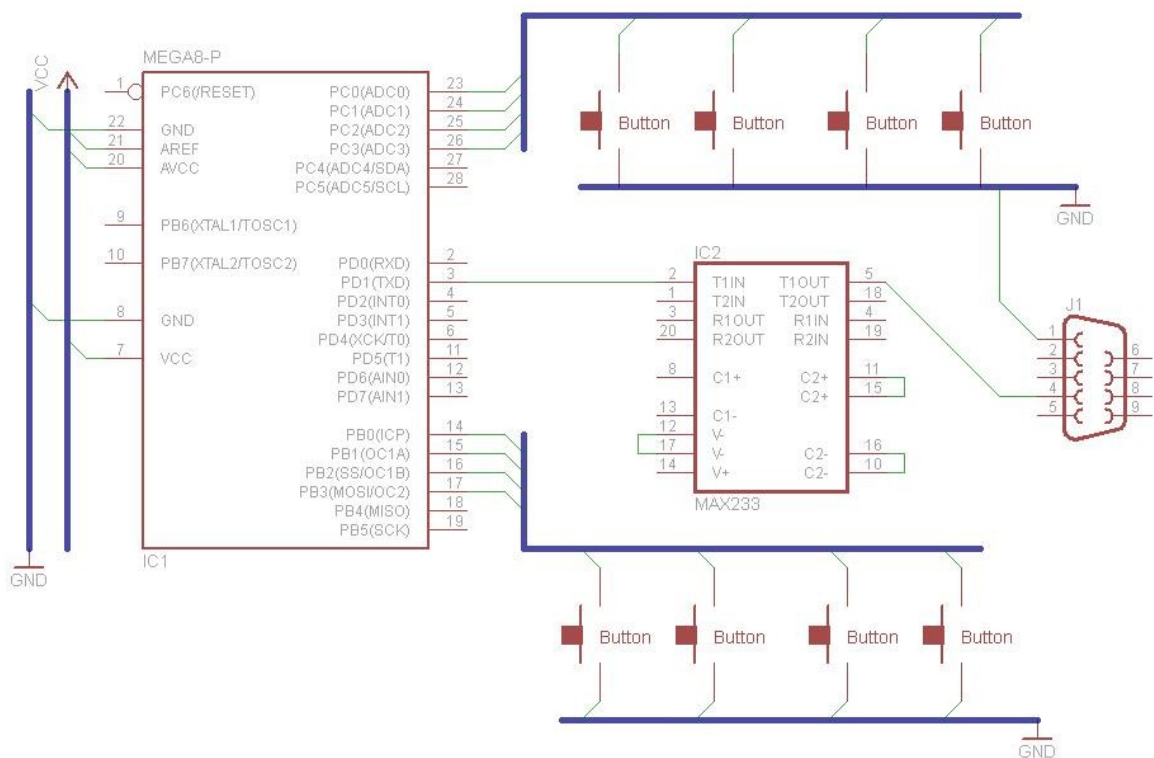 VCC
GND
MEGA8-P
1 PC6(/RESET)
22 GND
21 AREF
20 AVCC
9 PB6(XTAL1/TOSC1)
10 PB7(XTAL2/TOSC2)
8 GND
7 VCC
PC0(ADC0) 23
PC1(ADC1) 24
PC2(ADC2) 25
PC3(ADC3) 26
PC4(ADC4/SDA) 27
PC5(ADC5/SCL) 28
PD0(RXD) 2
PD1(TXD) 3
PD2(INT0) 4
PD3(INT1) 5
PD4(XCK/T0) 6
PD5(T1) 11
PD6(AIN0) 12
PD7(AIN1) 13
PB0(ICP) 14
PB1(OC1A) 15
PB2(SS/OC1B) 16
PB3(MOSI/OC2) 17
PB4(MISO) 18
PB5(SCK) 19
IC1
Button Button Button Button
GND
IC2
2 T1IN T1OUT 5
1 T2IN T2OUT 18
3 R1OUT R1IN 4
20 R2OUT R2IN 19
8 C1+ C2+ 11
C2+ 15
13 C1-
12 V-
17 V- C2- 16
14 V+ C2- 10
MAX233
J1
1
2
3
4
5
6
7
8
9
Button Button Button Button
GND